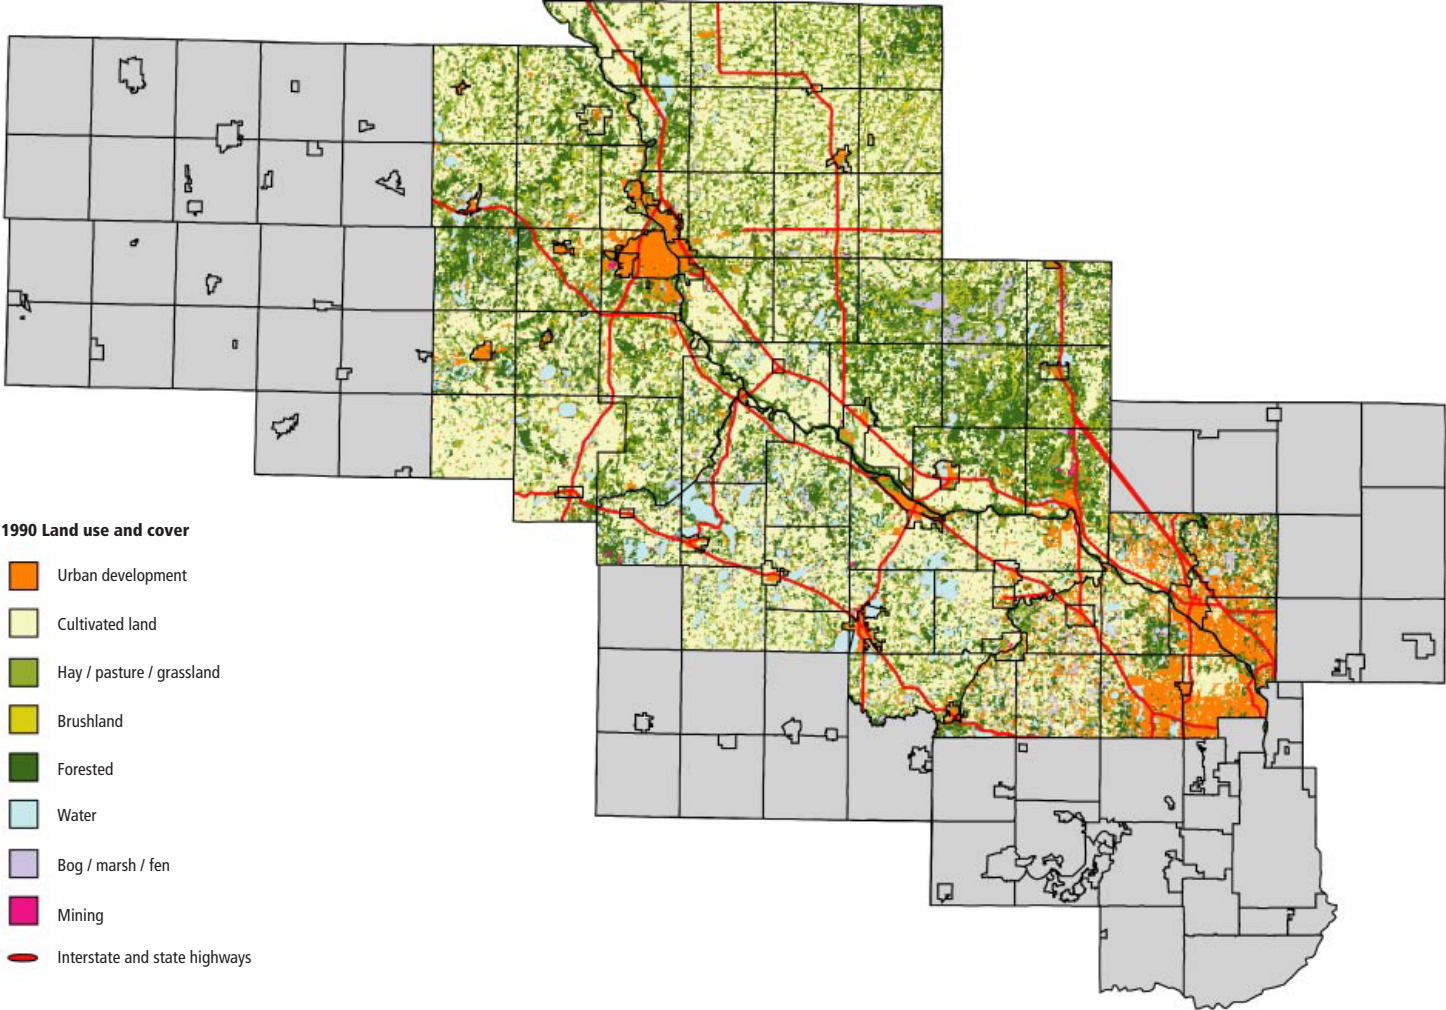 1990 Land use and cover
Urban development
Cultivated land
Hay / pasture / grassland
Brushland
Forested
Water
Bog / marsh / fen
Mining
Interstate and state highways